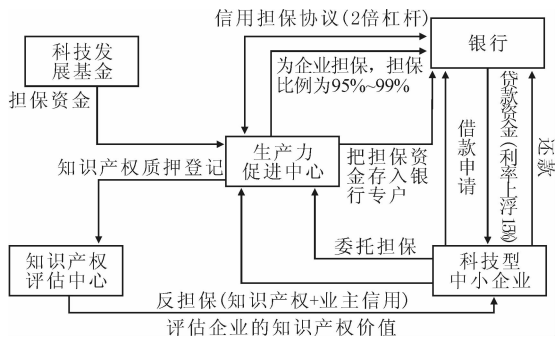 信用担保协议(2倍杠杆)
科技发
展基金
银行
为企业担保，担保
比例为95%~99%
担保资金
贷款资金(利率上浮15%)
借款申请
还款
生产力
促进中心
把担保资
金存入银
行专户
知识产权质押登记
委托担保
知识产权
评估中心
科技型
中小企业
反担保(知识产权+业主信用)
评估企业的知识产权价值